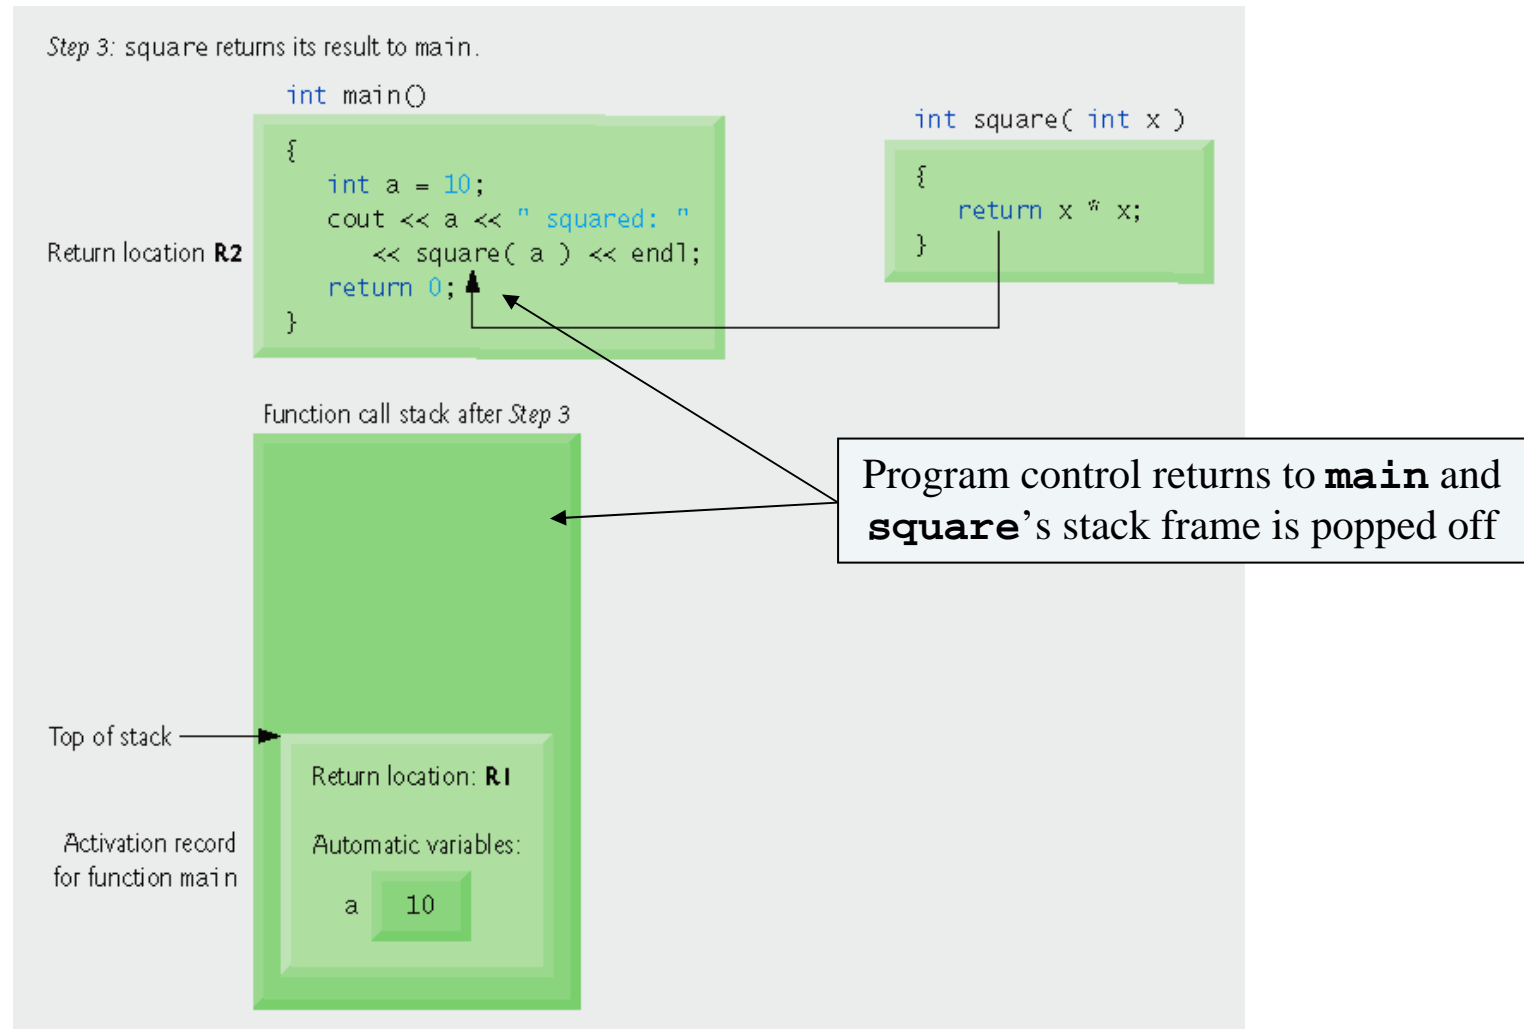 Step 3: square returns its result to main.
int main()
{
int a = 10;
cout << a << " squared: "
<< square( a ) << endl;
return 0;
}
Return location R2
int square( int x )
{
return x * x;
}
Function call stack after Step 3
Program control returns to main and
square’s stack frame is popped off
Top of stack
Return location: R1
Activation record
for function main
Automatic variables:
a 10